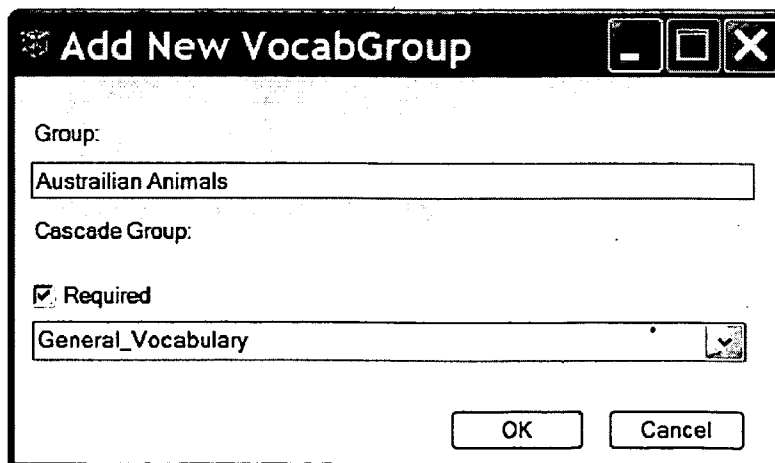 Add New VocabGroup
Group:
Austrailian Animals
Cascade Group:
Required
General_Vocabulary
OK Cancel